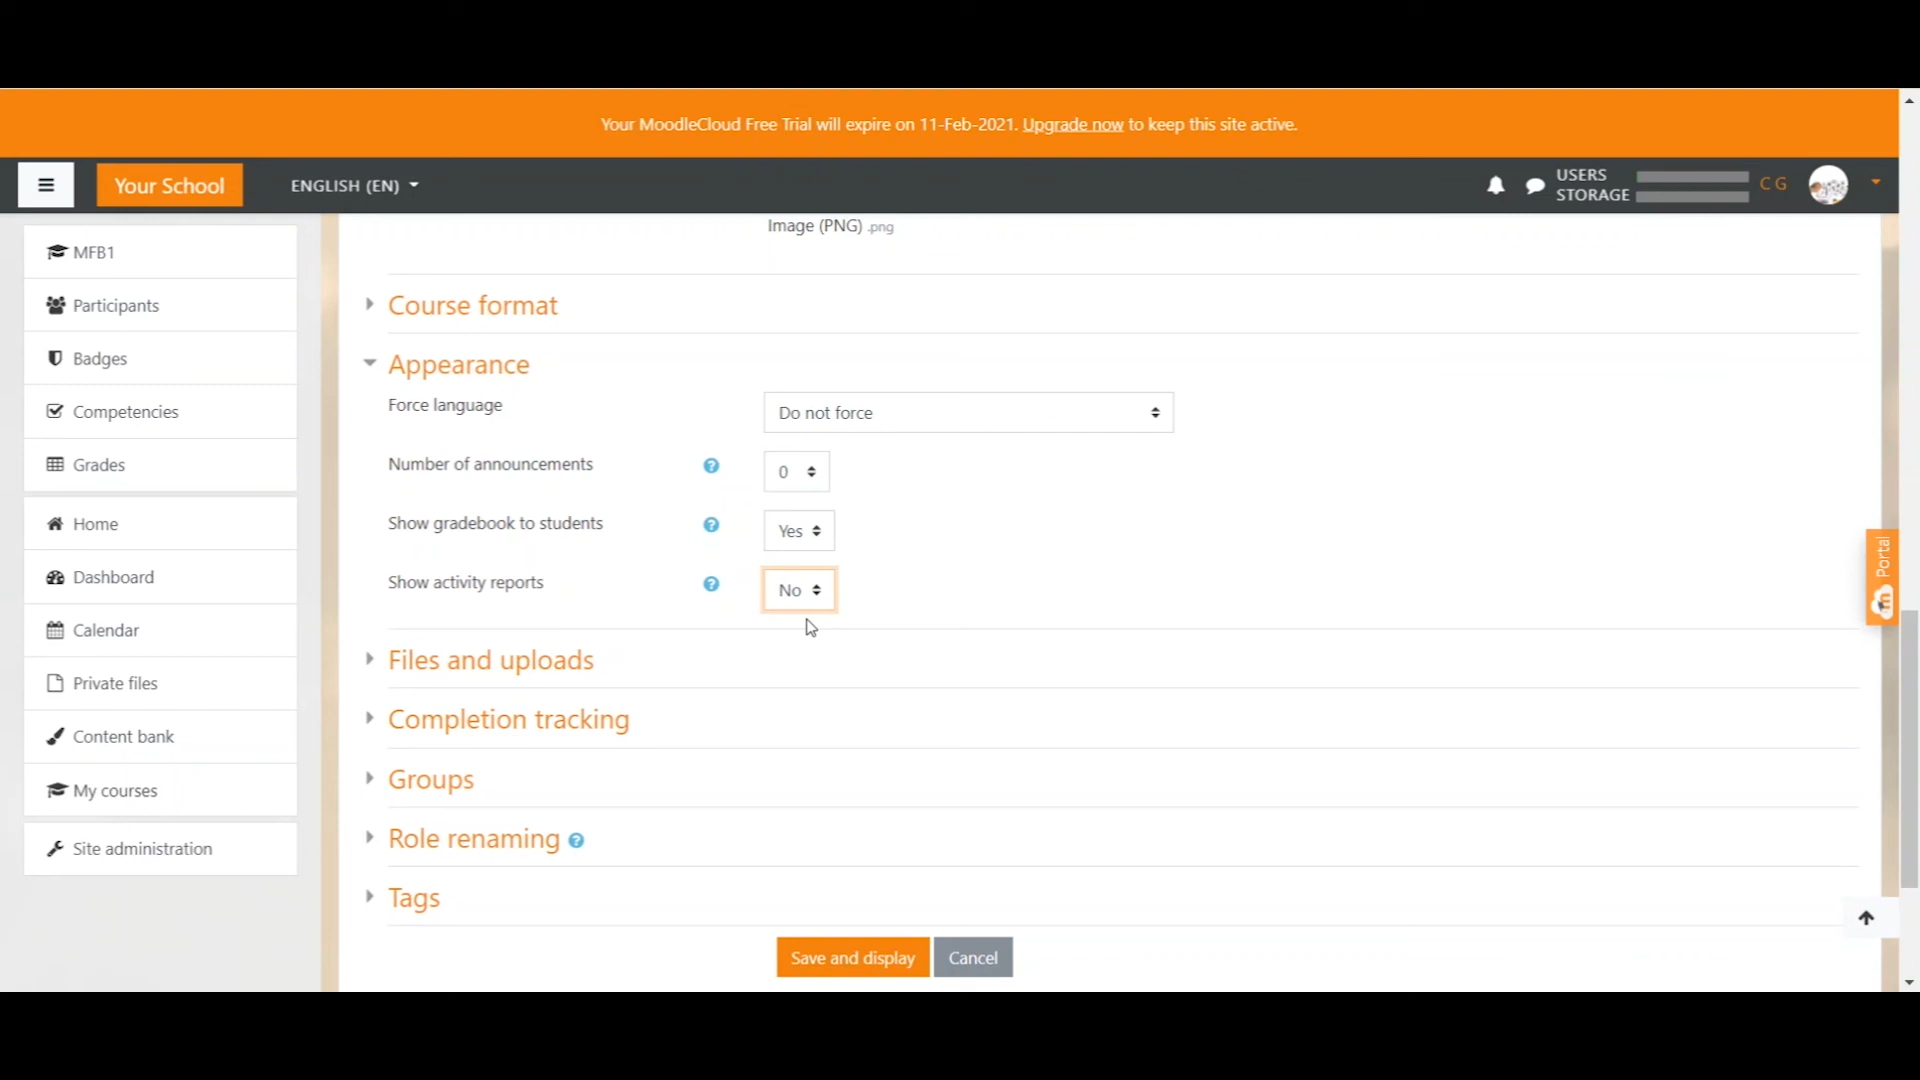 Your MoodleCloud Free Trial will expire on 11-Feb-2021. Upgrade now to keep this site active.
Your School
ENGLISH (EN)
USERS
STORAGE
C G
MFB1
Participants
Badges
Competencies
Grades
Home
Dashboard
Calendar
Private files
Content bank
My courses
Site administration
Image (PNG) .png
Course format
Appearance
Force language
Do not force
Number of announcements
0
Show gradebook to students
Yes
Show activity reports
No
Files and uploads
Completion tracking
Groups
Role renaming
Tags
Save and display
Cancel
Portal